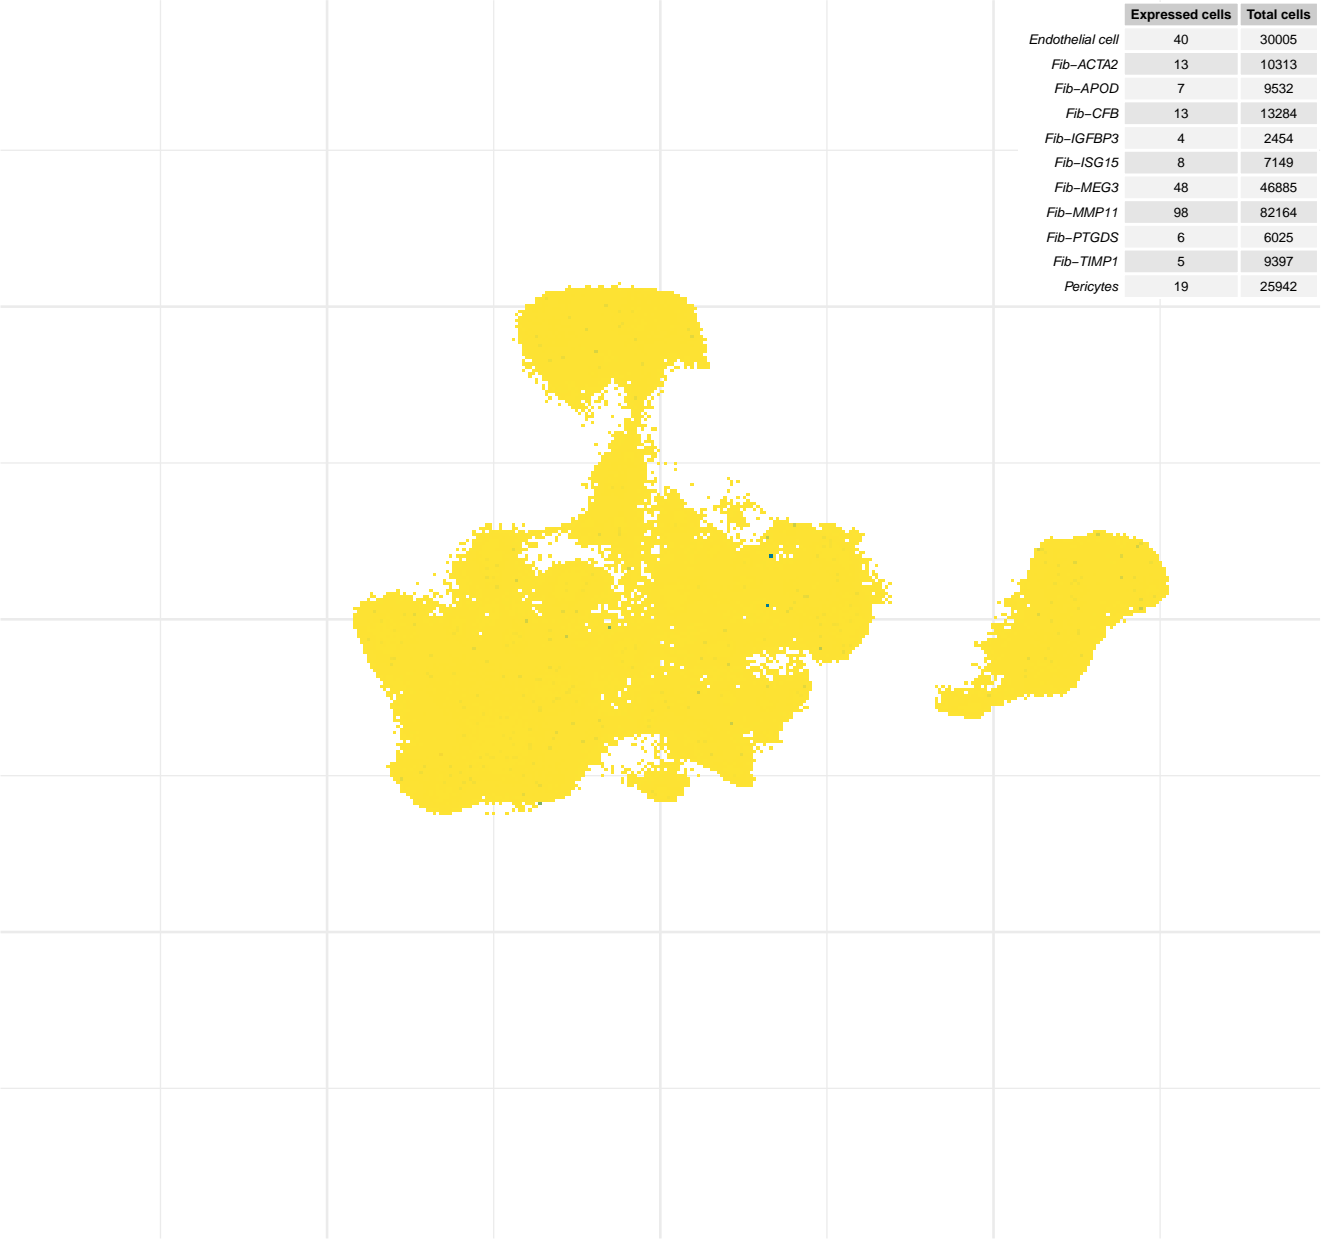 Expressed cells Total cells
Endothelial cell 40 30005
Fib−ACTA2 13 10313
Fib−APOD 7 9532
Fib−CFB 13 13284
Fib−IGFBP3 4 2454
Fib−ISG15 8 7149
Fib−MEG3 48 46885
Fib−MMP11 98 82164
Fib−PTGDS 6 6025
Fib−TIMP1 5 9397
Pericytes 19 25942